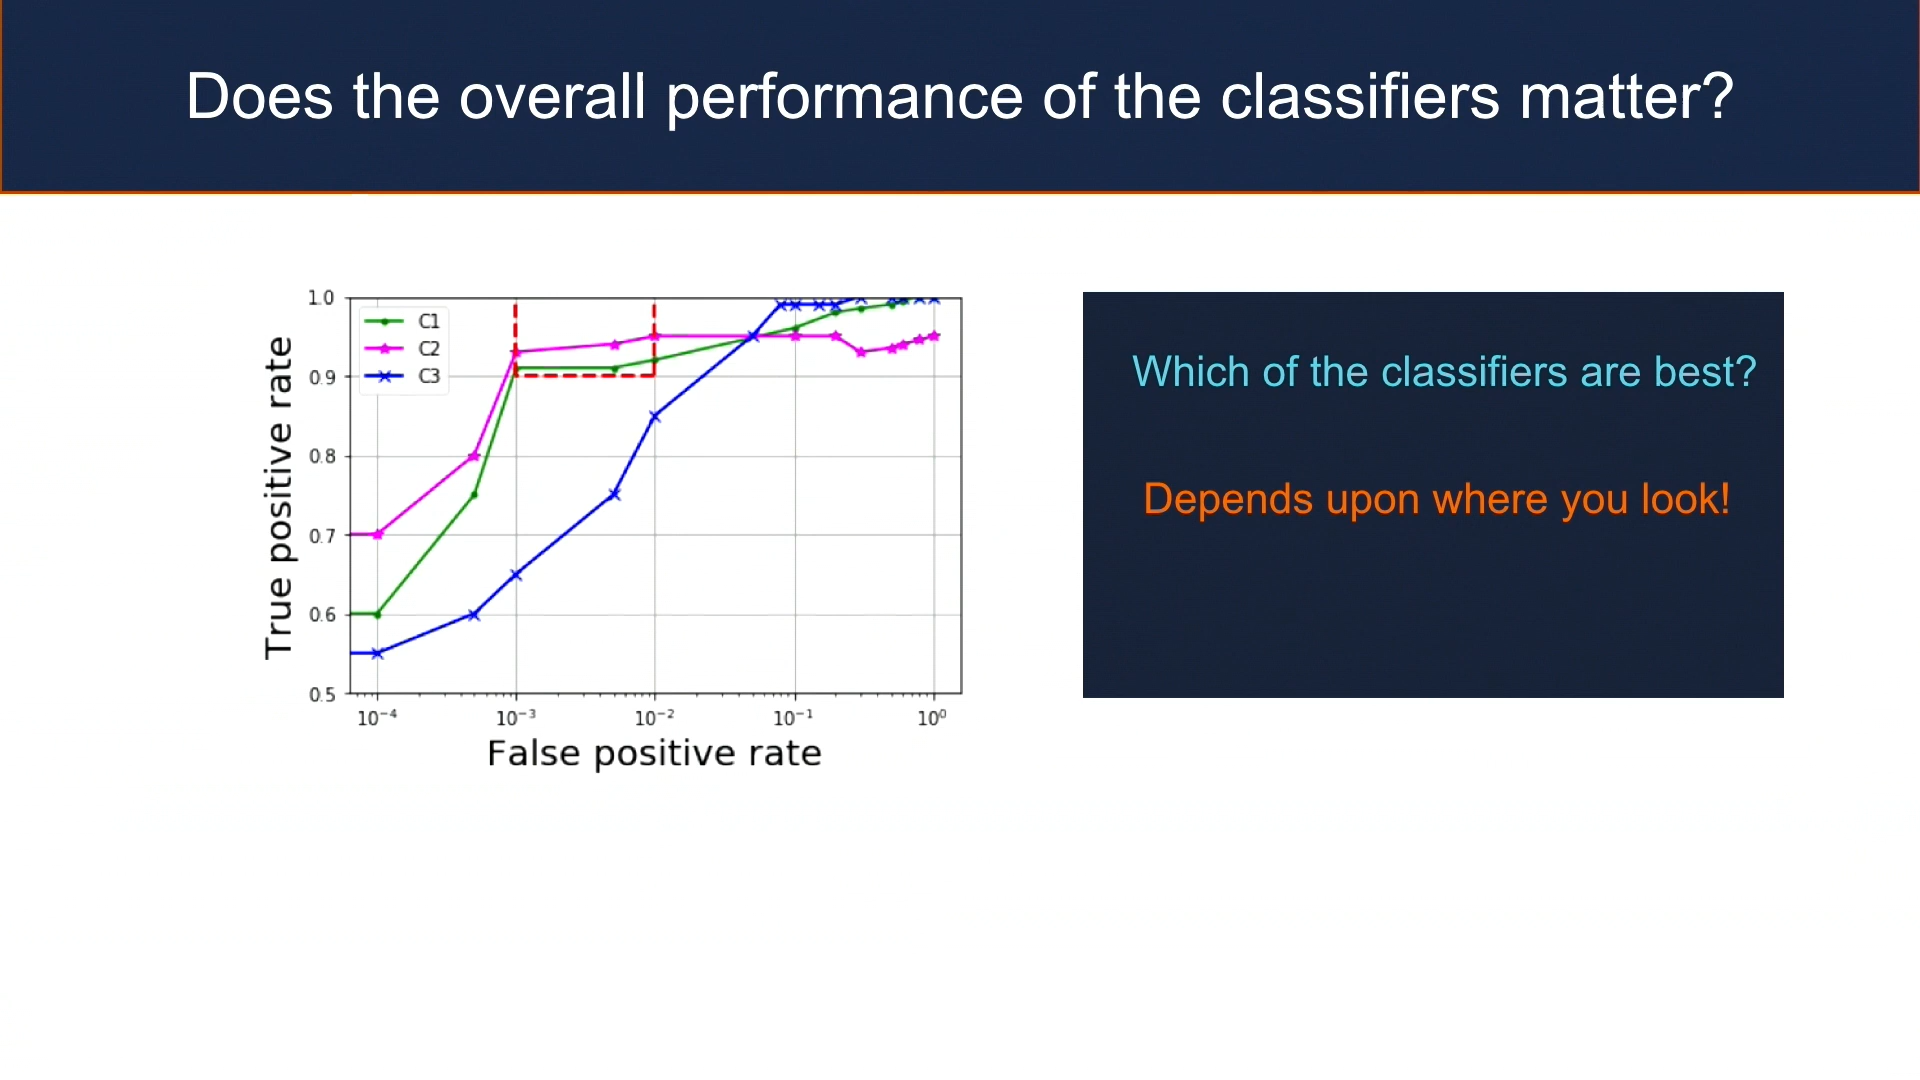 Does the overall performance of the classifiers matter?
C1
C2
C3
True positive rate
1.0
0.9
0.8
0.7
0.6
0.5
10⁻⁴ 10⁻³ 10⁻² 10⁻¹ 10⁰
False positive rate
Which of the classifiers are best?
Depends upon where you look!